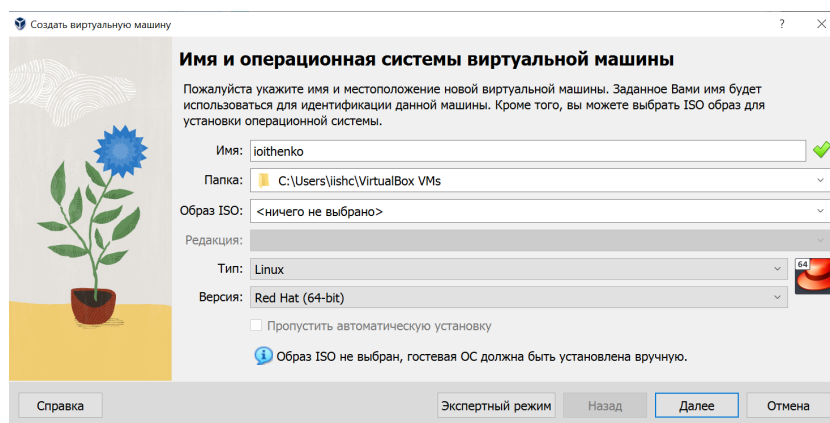 Создать виртуальную машину
?
Имя и операционная системы виртуальной машины
Пожалуйста укажите имя и местоположение новой виртуальной машины. Заданное Вами имя будет
использоваться для идентификации данной машины. Кроме того, вы можете выбрать ISO образ для
установки операционной системы.
Имя: ioithenko
Папка: C:\Users\iishc\VirtualBox VMs
Образ ISO: <ничего не выбрано>
Редакция:
Тип: Linux 64
Версия: Red Hat (64-bit)
Пропустить автоматическую установку
Образ ISO не выбран, гостевая ОС должна быть установлена вручную.
Справка Экспертный режим Назад Далее Отмена